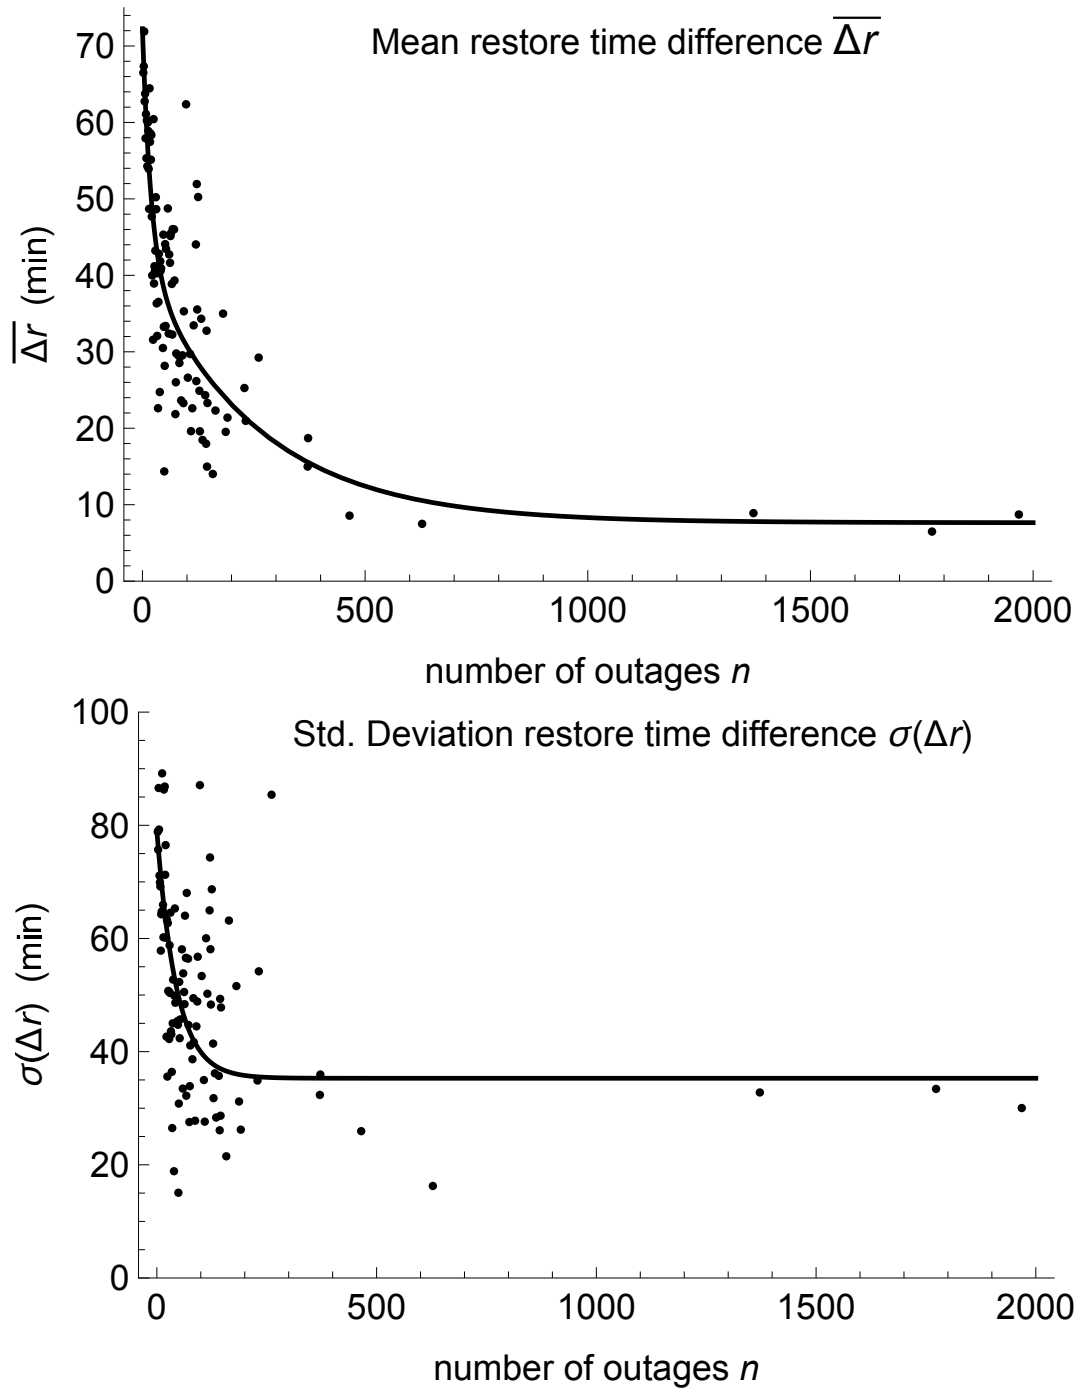 Mean restore time difference Δr̅
70
60
50
40
30
20
10
0
Δr̅ (min)
0 500 1000 1500 2000
number of outages n
Std. Deviation restore time difference σ(Δr)
100
80
60
40
20
0
σ(Δr) (min)
0 500 1000 1500 2000
number of outages n